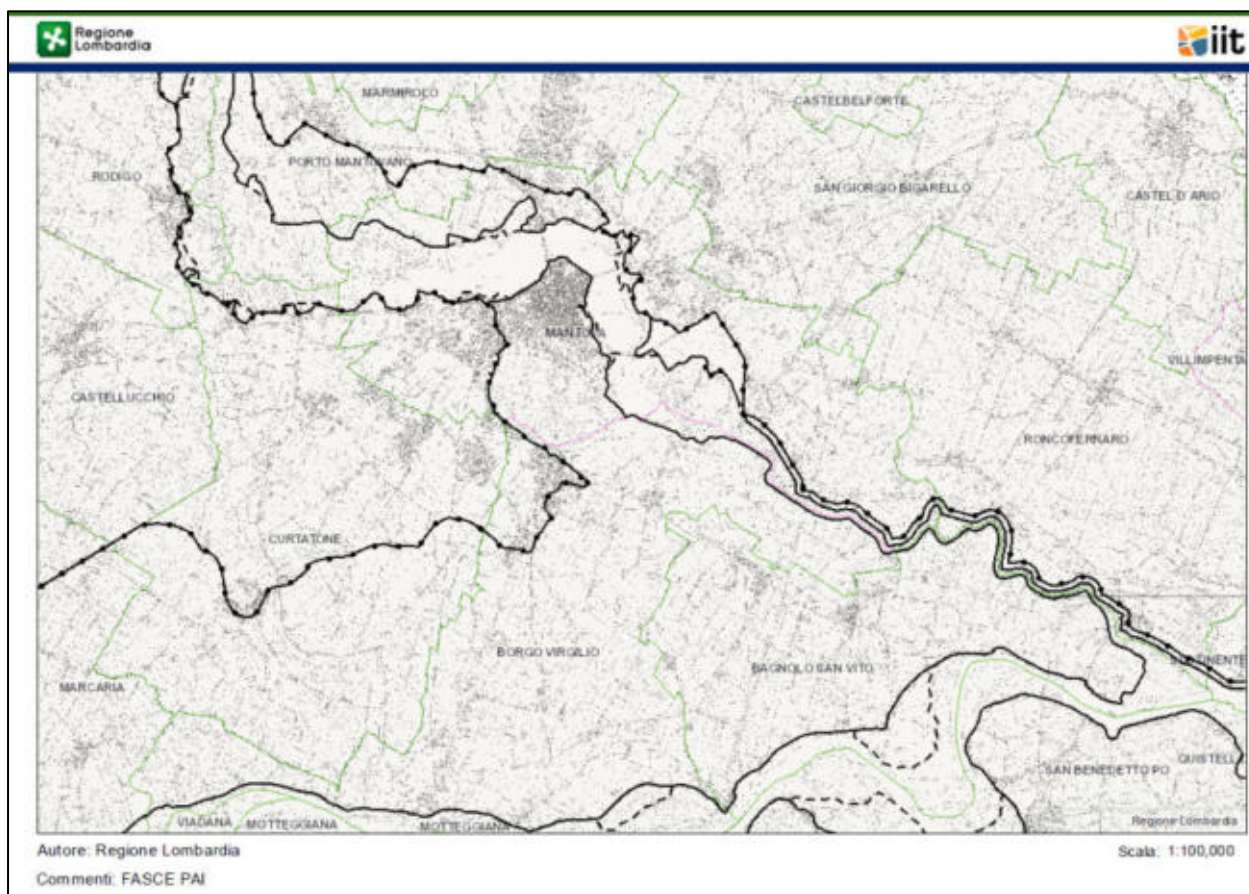 Regione
Lombardia
iit
MARMIROLO
CASTELBELFORTE
PORTO MANTOVANO
RODIGO
SAN GIORGIO BIGARELLO
CASTEL D'ARIO
MANTOVA
VILLIMPENTA
CASTELLUCCHIO
RONCOFERRARO
CURTATONE
BORGO VIRGILIO
BAGNOLO SAN VITO
MARCARIA
SAN BENEDETTO PO
QUISTELL
VIADANA
MOTTEGGIANA
MOTTEGGIANA
Regione Lombardia
Autore: Regione Lombardia
Scala: 1:100,000
Commenti: FASCE PAI